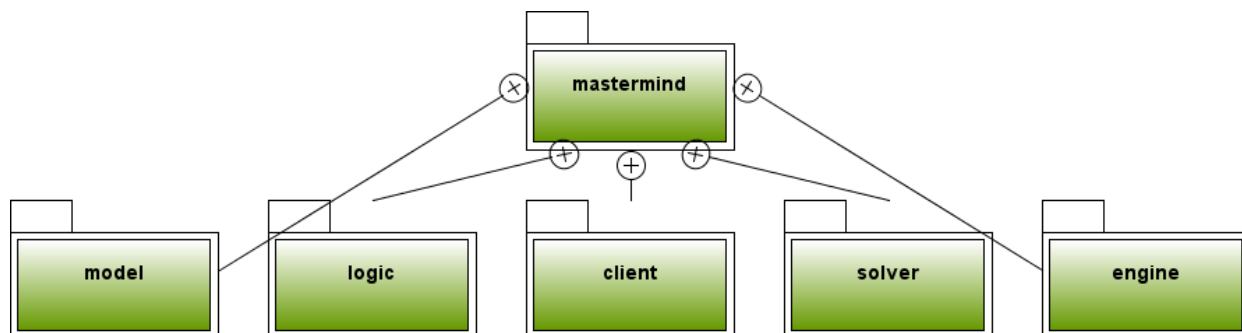 mastermind
model
logic
client
solver
engine